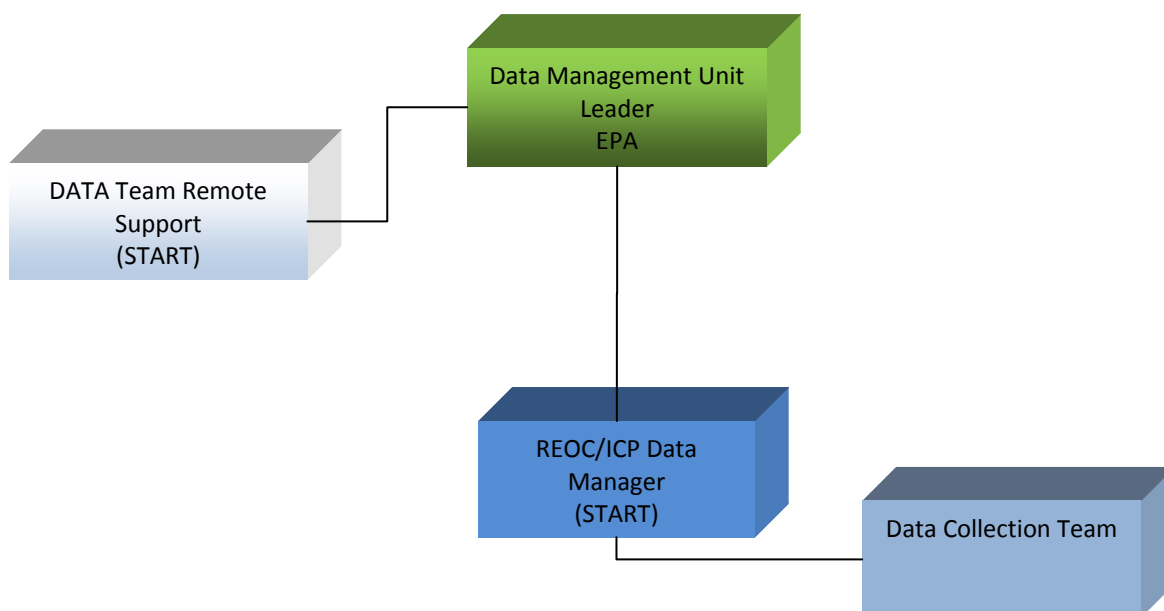 Data Management Unit
Leader
EPA
DATA Team Remote
Support
(START)
REOC/ICP Data
Manager
(START)
Data Collection Team